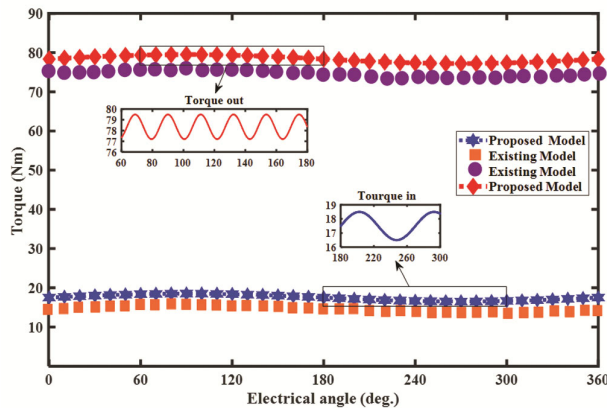 90
80
70
60
50
40
30
20
10
Torque (Nm)
0 60 120 180 240 300 360
Electrical angle (deg.)
Torque out
80
79
78
77
76
60 80 100 120 140 160 180
Proposed Model
Existing Model
Existing Model
Proposed Model
Tourque in
19
18
17
16
180 220 260 300